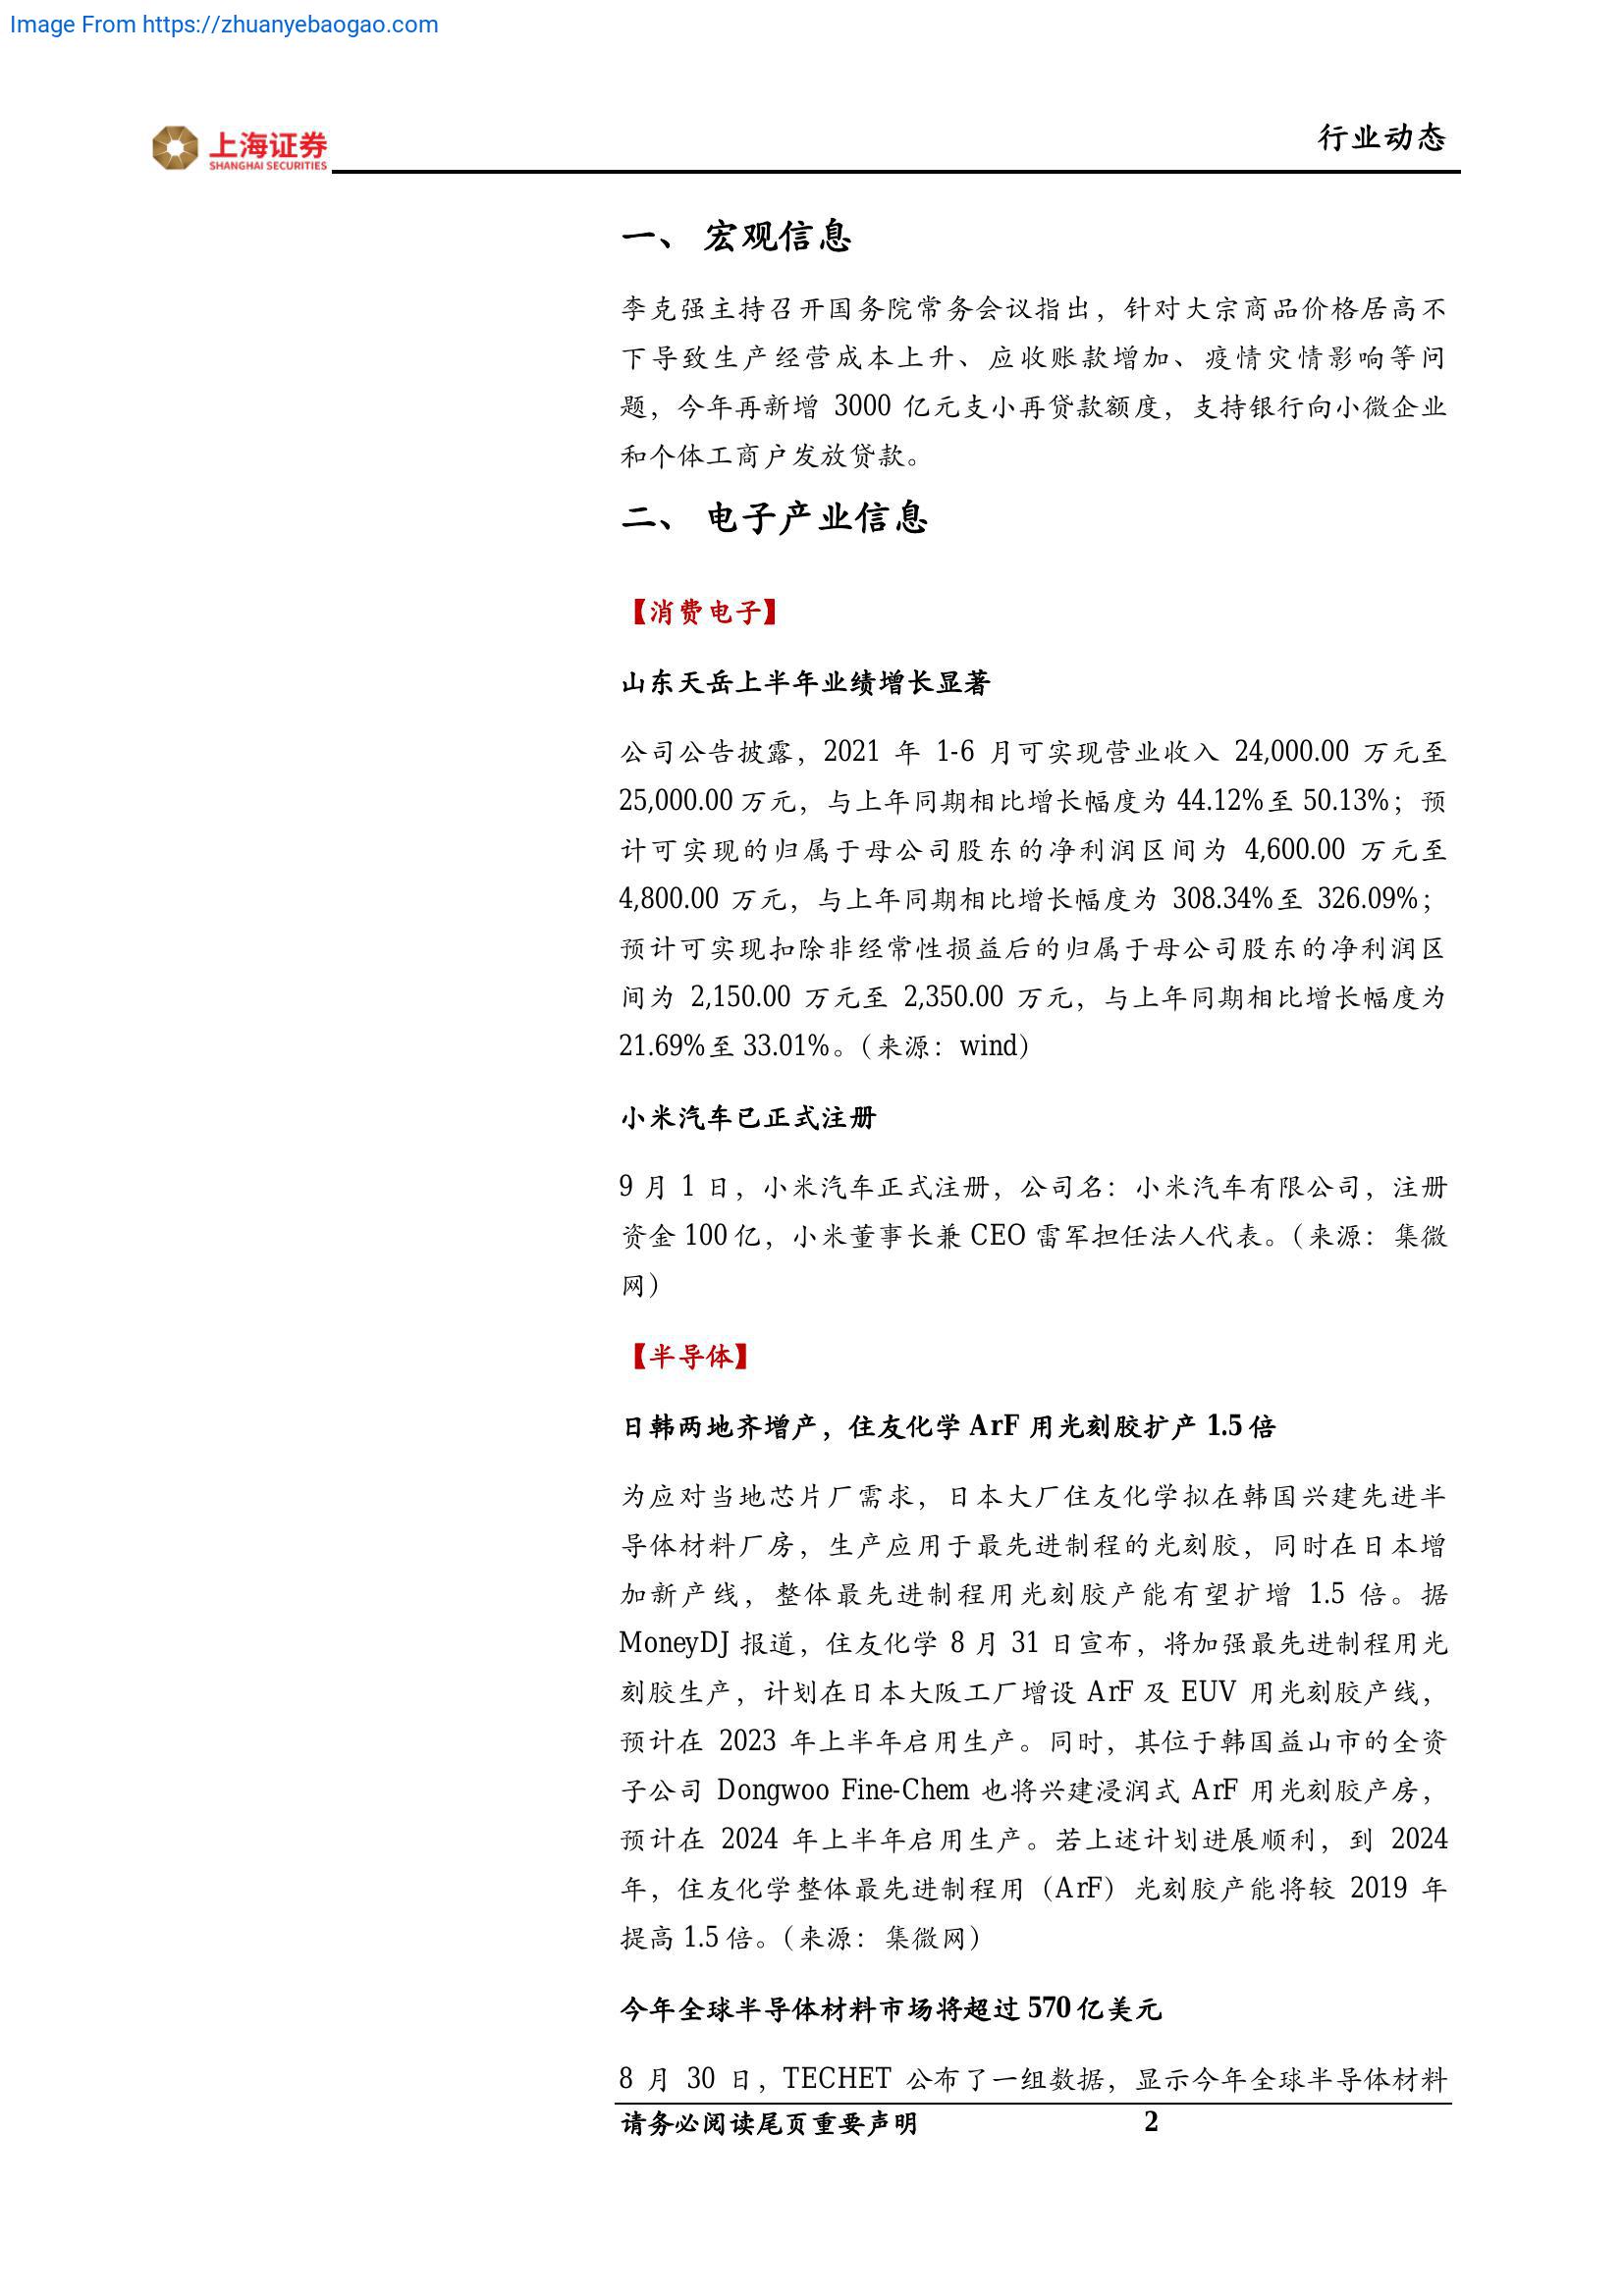 Image From https://zhuanyebaogao.com
上海证券
SHANGHAI SECURITIES
行业动态
一、 宏观信息
李克强主持召开国务院常务会议指出，针对大宗商品价格居高不
下导致生产经营成本上升、应收账款增加、疫情灾情影响等问
题，今年再新增 3000 亿元支小再贷款额度，支持银行向小微企业
和个体工商户发放贷款。
二、 电子产业信息
【消费电子】
山东天岳上半年业绩增长显著
公司公告披露，2021 年 1-6 月可实现营业收入 24,000.00 万元至
25,000.00 万元，与上年同期相比增长幅度为 44.12%至 50.13%；预
计可实现的归属于母公司股东的净利润区间为 4,600.00 万元至
4,800.00 万元，与上年同期相比增长幅度为 308.34%至 326.09%；
预计可实现扣除非经常性损益后的归属于母公司股东的净利润区
间为 2,150.00 万元至 2,350.00 万元，与上年同期相比增长幅度为
21.69%至 33.01%。（来源：wind）
小米汽车已正式注册
9 月 1 日，小米汽车正式注册，公司名：小米汽车有限公司，注册
资金 100 亿，小米董事长兼 CEO 雷军担任法人代表。（来源：集微
网）
【半导体】
日韩两地齐增产，住友化学 ArF 用光刻胶扩产 1.5 倍
为应对当地芯片厂需求，日本大厂住友化学拟在韩国兴建先进半
导体材料厂房，生产应用于最先进制程的光刻胶，同时在日本增
加新产线，整体最先进制程用光刻胶产能有望扩增 1.5 倍。据
MoneyDJ 报道，住友化学 8 月 31 日宣布，将加强最先进制程用光
刻胶生产，计划在日本大阪工厂增设 ArF 及 EUV 用光刻胶产线，
预计在 2023 年上半年启用生产。同时，其位于韩国益山市的全资
子公司 Dongwoo Fine-Chem 也将兴建浸润式 ArF 用光刻胶产房，
预计在 2024 年上半年启用生产。若上述计划进展顺利，到 2024
年，住友化学整体最先进制程用（ArF）光刻胶产能将较 2019 年
提高 1.5 倍。（来源：集微网）
今年全球半导体材料市场将超过 570 亿美元
8 月 30 日，TECHET 公布了一组数据，显示今年全球半导体材料
请务必阅读尾页重要声明 2